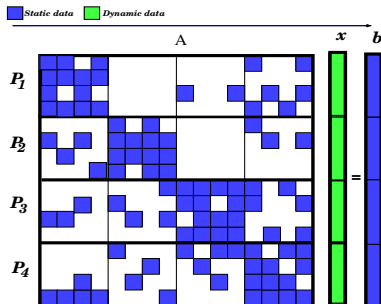 Static data Dynamic data
A x b
P1
P2
P3 =
P4